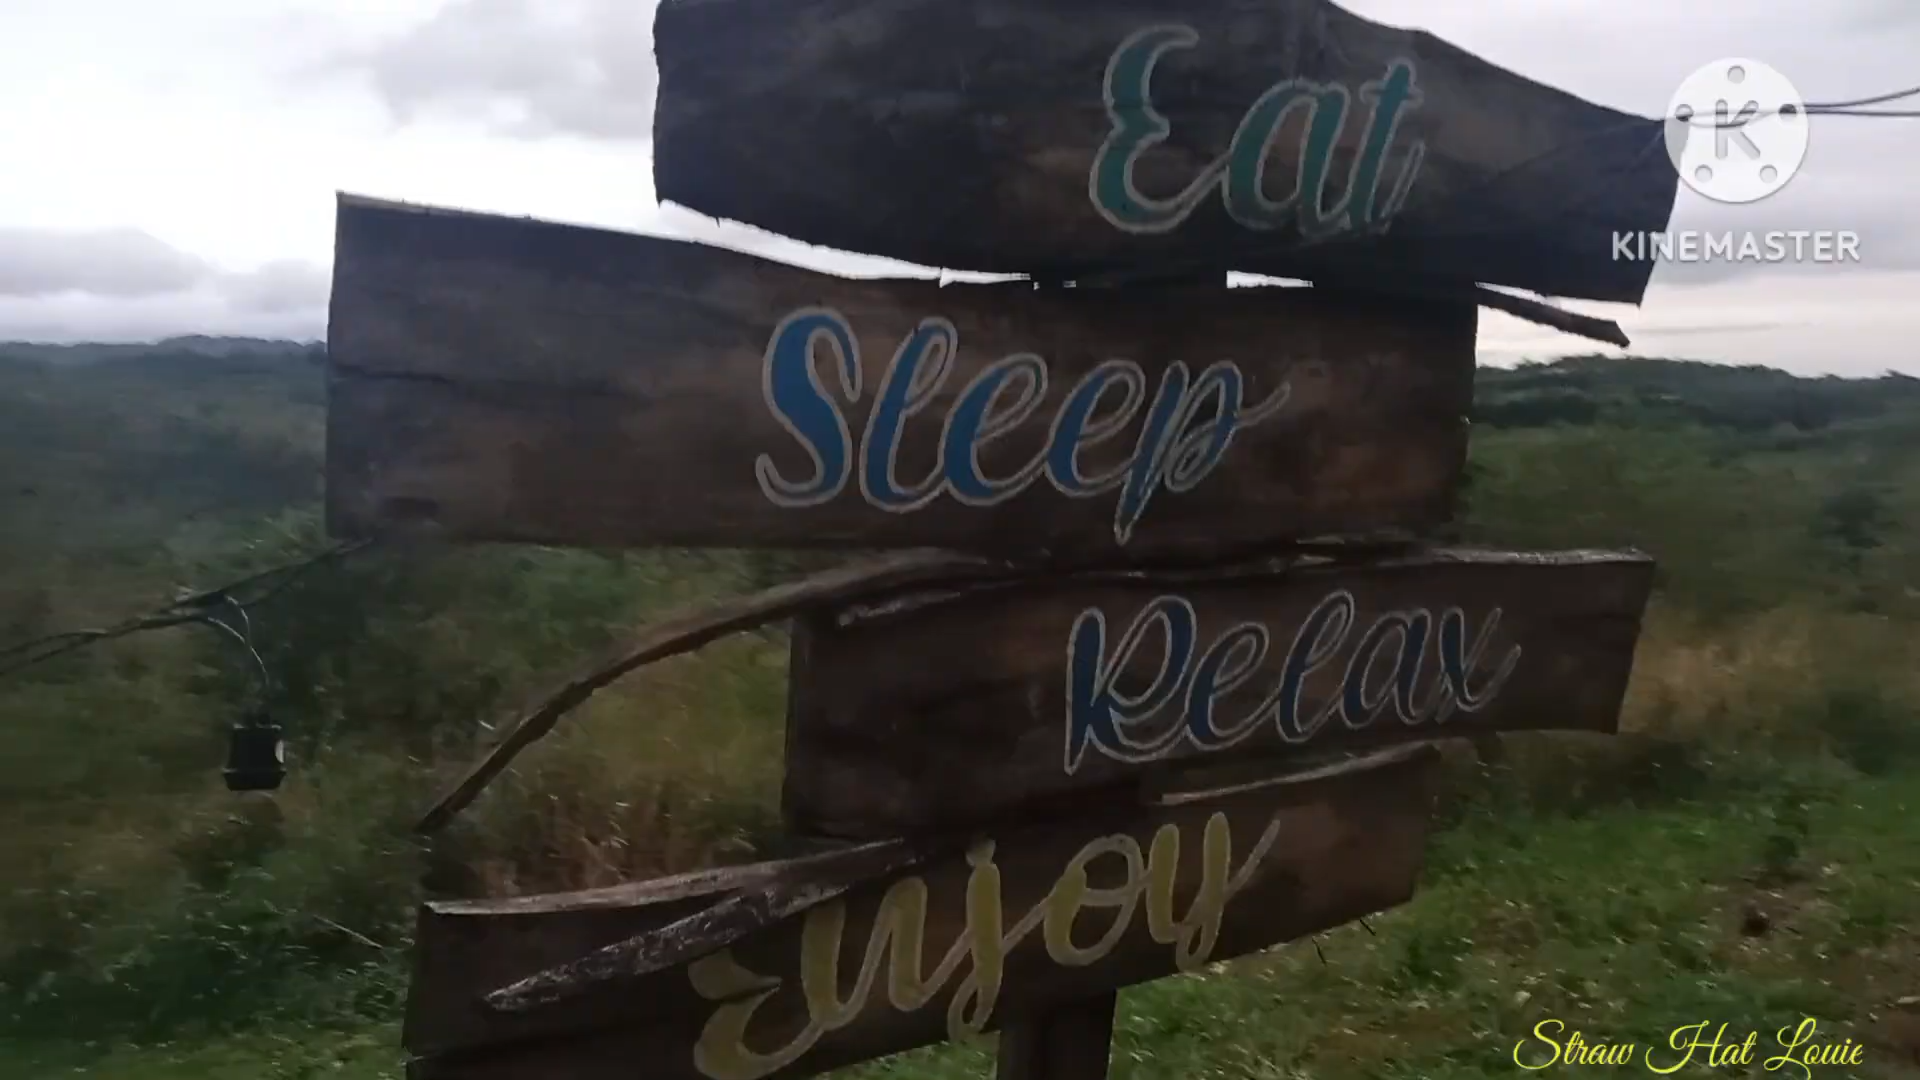 Eat
KINEMASTER
Sleep
Relax
Enjoy
Straw Hat Louie